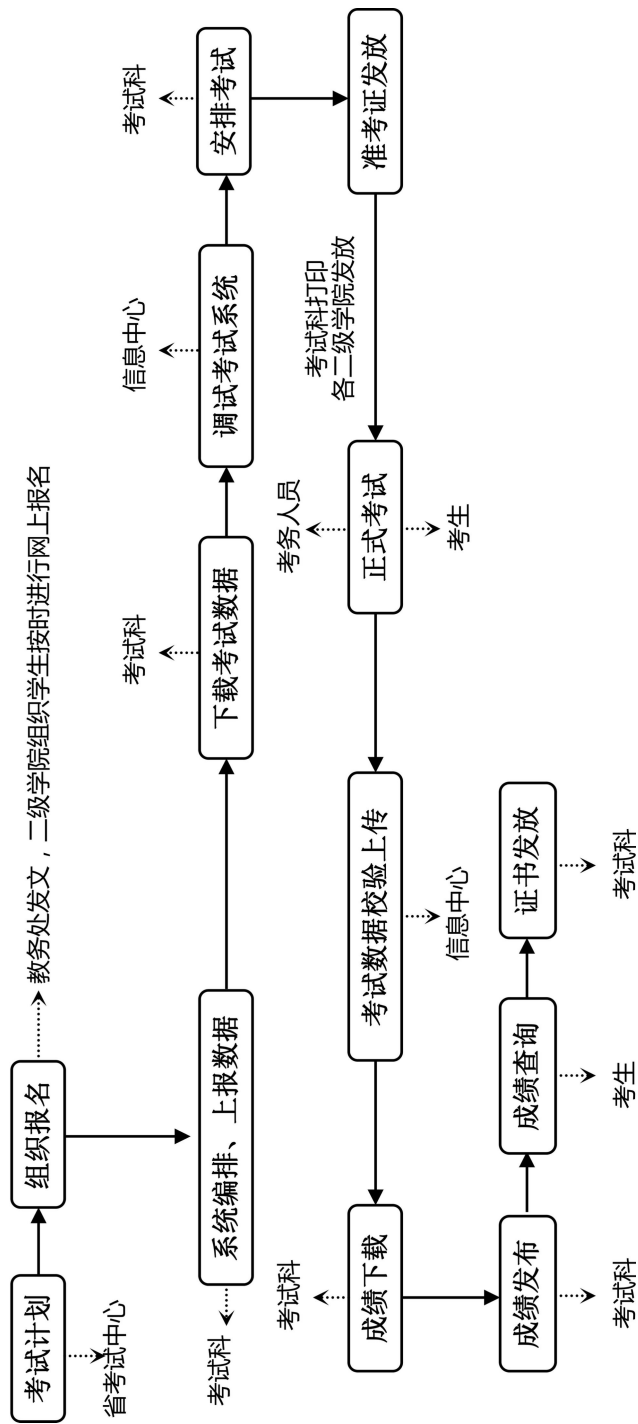 考试计划
省考试中心
组织报名
教务处发文，二级学院组织学生按时进行网上报名
系统编排、上报数据
考试科
下载考试数据
考试科
调试考试系统
信息中心
安排考试
考试科
准考证发放
考试科打印
各二级学院发放
正式考试
考务人员
考生
考试数据校验上传
信息中心
成绩下载
考试科
成绩发布
考试科
成绩查询
考生
证书发放
考试科